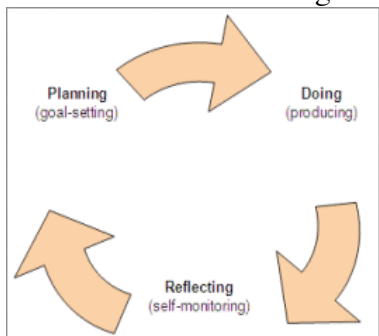 Planning
(goal-setting)
Doing
(producing)
Reflecting
(self-monitoring)